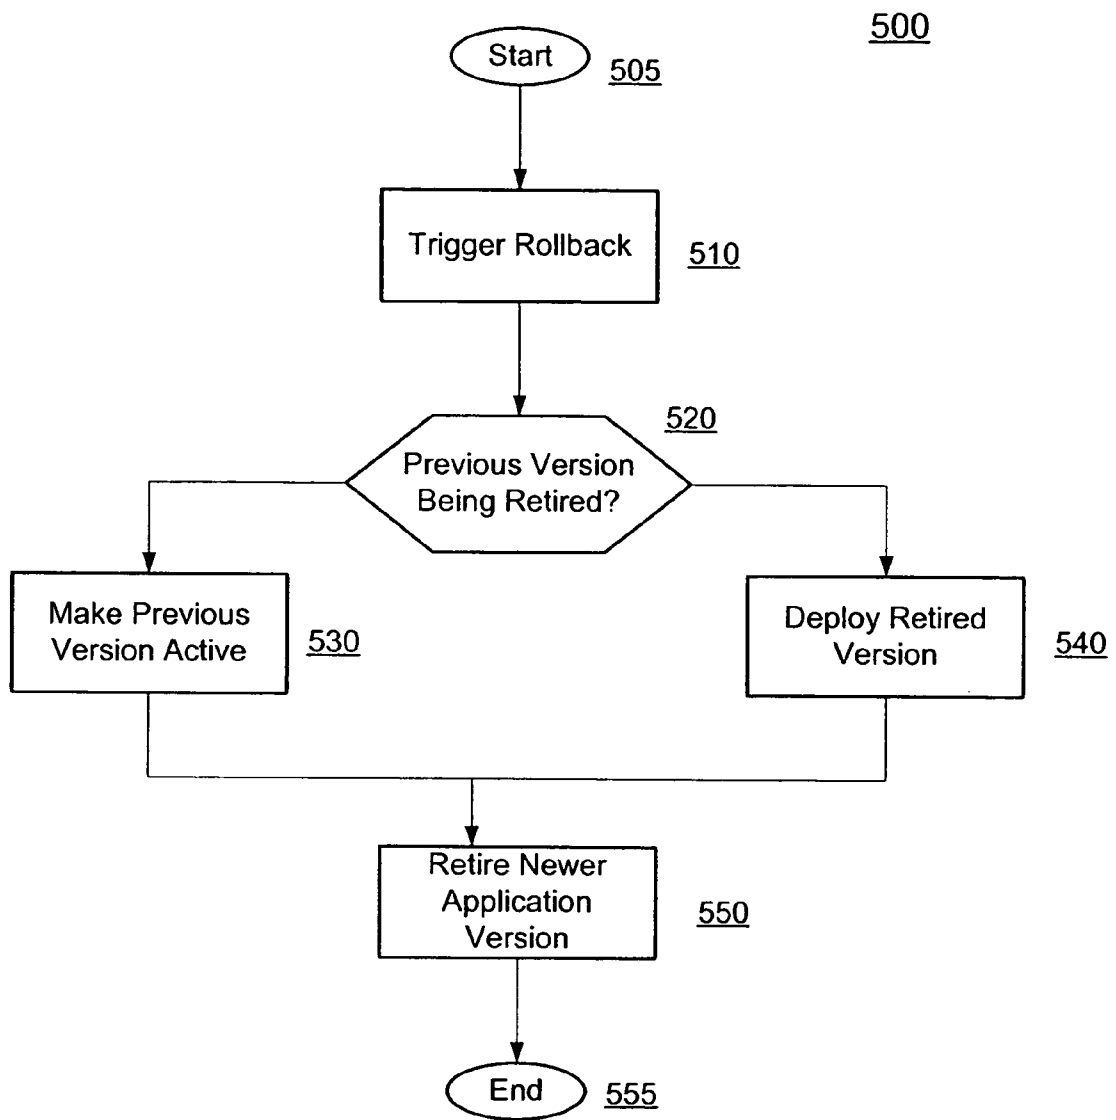 500
Start
505
Trigger Rollback
510
520
Previous Version
Being Retired?
Make Previous
Version Active
530
Deploy Retired
Version
540
Retire Newer
Application
Version
550
End
555